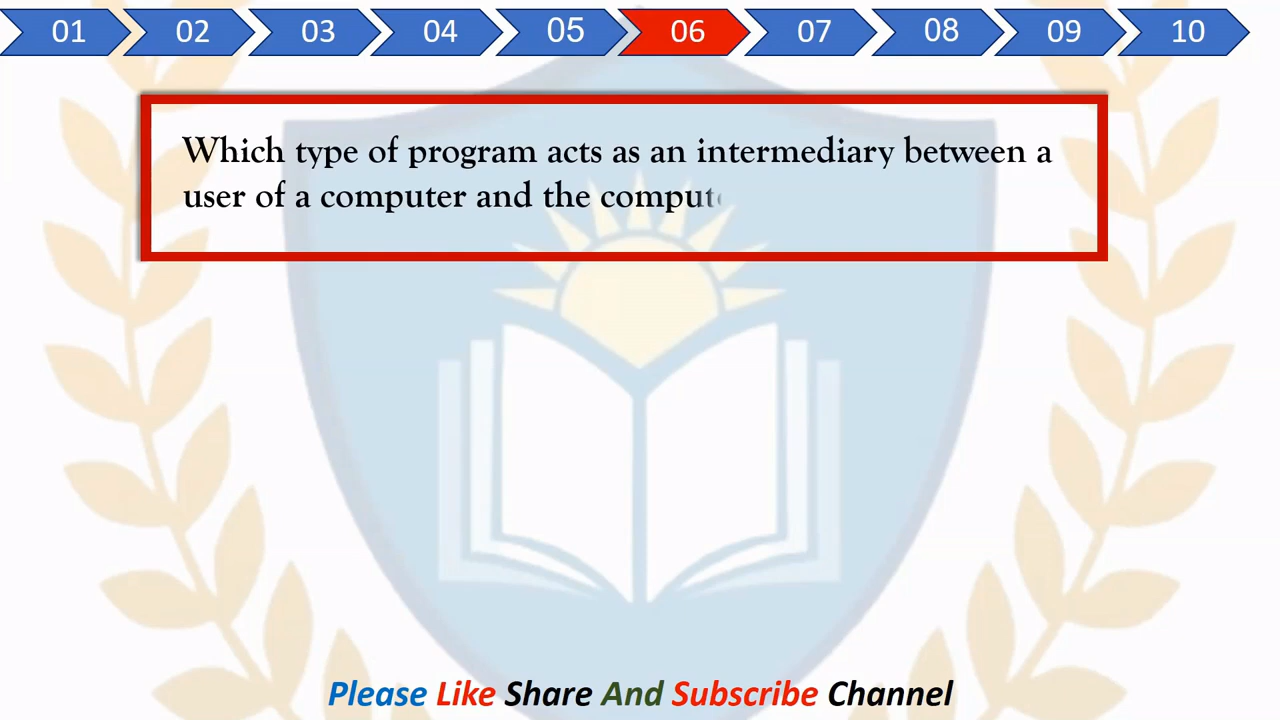 01 02 03 04 05 06 07 08 09 10
Which type of program acts as an intermediary between a
user of a computer and the
Please Like Share And Subscribe Channel